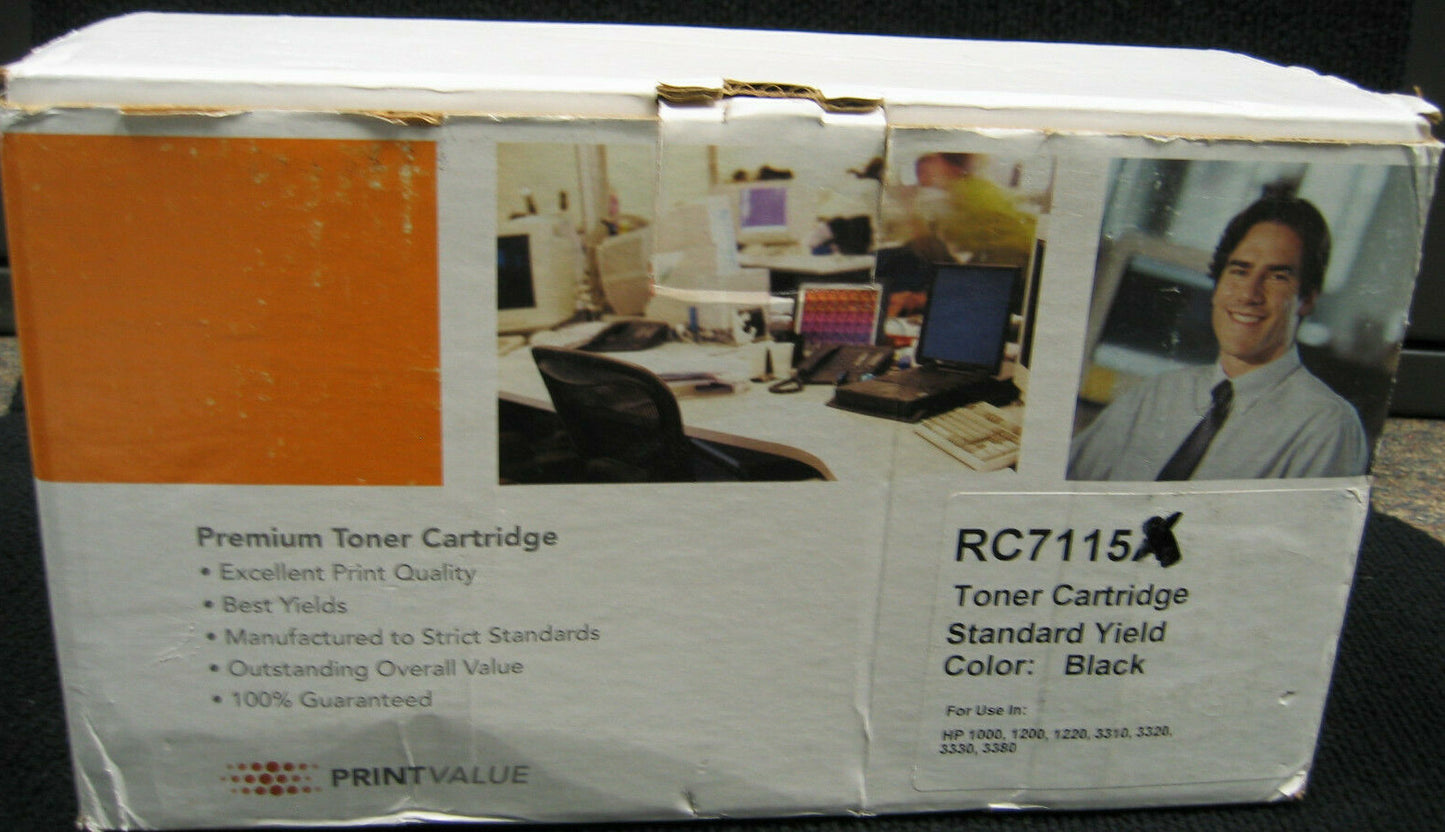 Premium Toner Cartridge
• Excellent Print Quality
• Best Yields
• Manufactured to Strict Standards
• Outstanding Overall Value
• 100% Guaranteed
PRINTVALUE
RC7115
Toner Cartridge
Standard Yield
Color: Black
For Use In:
HP 1000, 1200, 1220, 3310, 3320,
3330, 3380